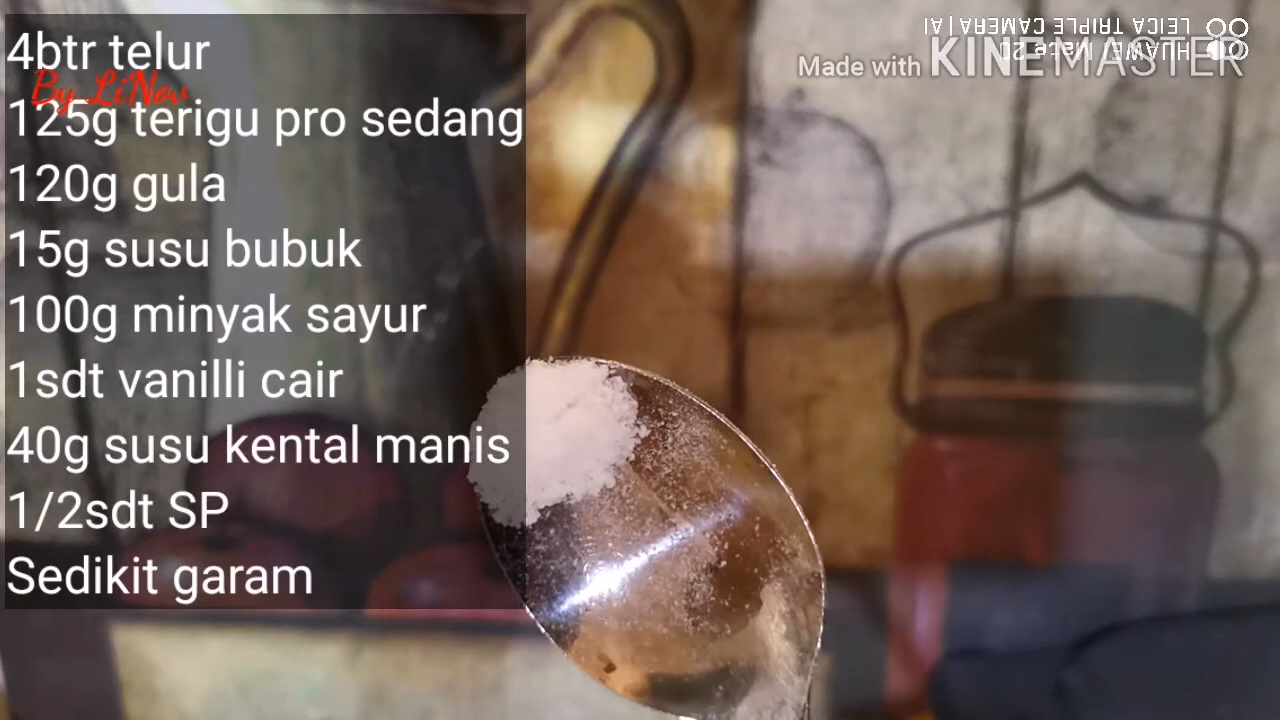 4btr telur
By LiNow
125g terigu pro sedang
120g gula
15g susu bubuk
100g minyak sayur
1sdt vanilli cair
40g susu kental manis
1/2sdt SP
Sedikit garam
Made with KINEMASTER
HUAWEI Mate 20
LEICA TRIPLE CAMERA | AI